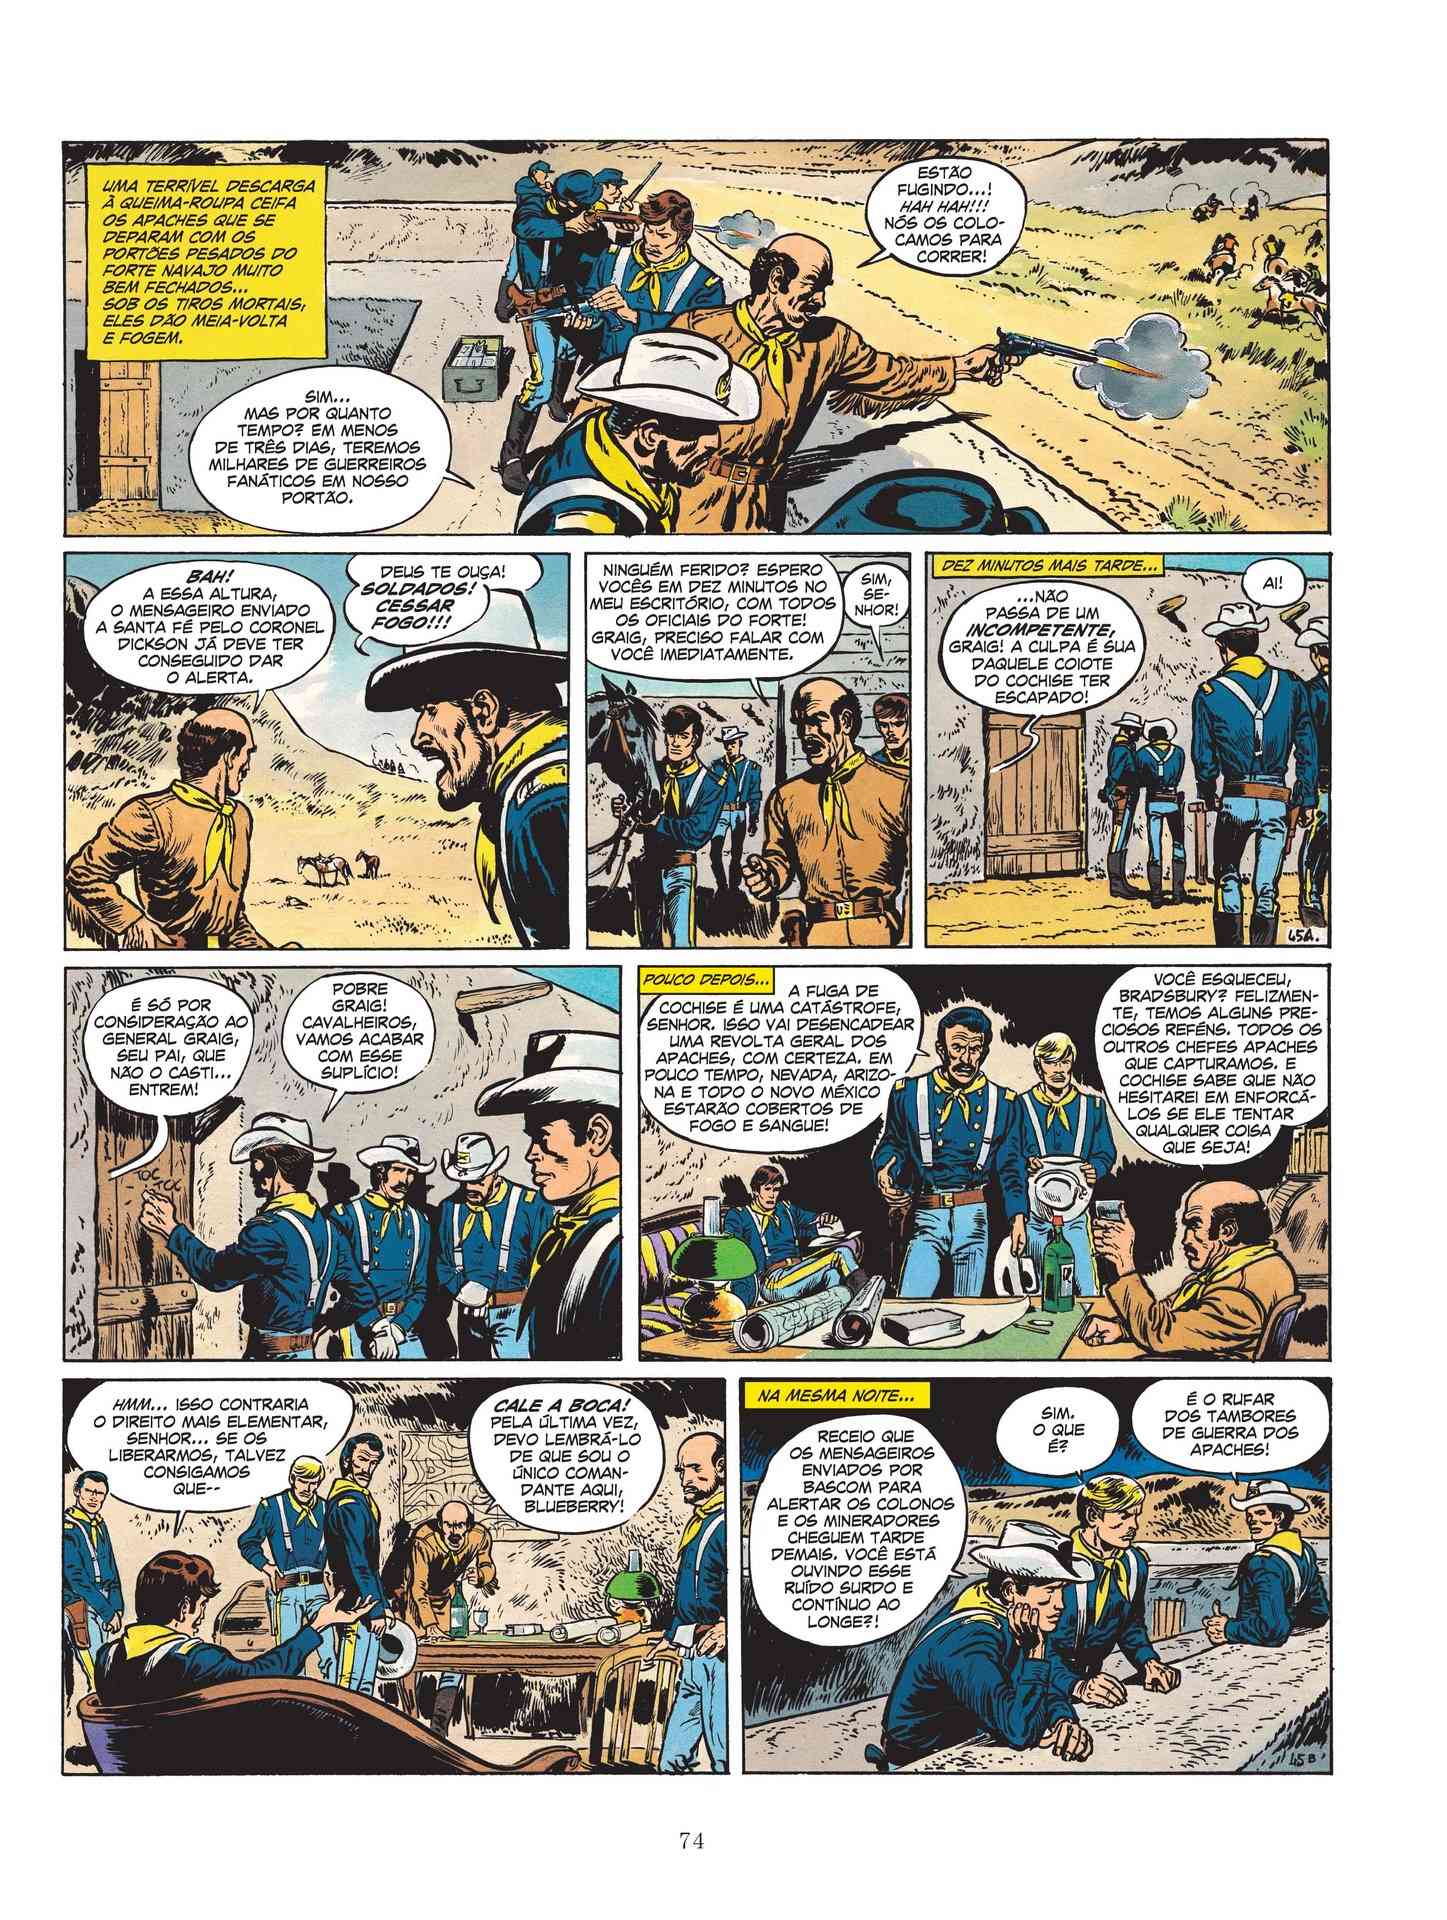 UMA TERRÍVEL DESCARGA
À QUEIMA-ROUPA CEIFA
OS APACHES QUE SE
DEPARAM COM OS
PORTÕES PESADOS DO
FORTE NAVAJO MUITO
BEM FECHADOS...
SOB OS TIROS MORTAIS,
ELES DÃO MEIA-VOLTA
E FOGEM.
ESTÃO
FUGINDO...!
HAH HAH!!!
NÓS OS COLO-
CAMOS PARA
CORRER!
SIM...
MAS POR QUANTO
TEMPO? EM MENOS
DE TRÊS DIAS, TEREMOS
MILHARES DE GUERREIROS
FANÁTICOS EM NOSSO
PORTÃO.
BAH!
A ESSA ALTURA,
O MENSAGEIRO ENVIADO
A SANTA FÉ PELO CORONEL
DICKSON JÁ DEVE TER
CONSEGUIDO DAR
O ALERTA.
DEUS TE OUÇA!
SOLDADOS!
CESSAR
FOGO!!!
NINGUÉM FERIDO? ESPERO
VOCÊS EM DEZ MINUTOS NO
MEU ESCRITÓRIO, COM TODOS
OS OFICIAIS DO FORTE!
GRAIG, PRECISO FALAR COM
VOCÊ IMEDIATAMENTE.
SIM,
SE-
NHOR!
DEZ MINUTOS MAIS TARDE...
...NÃO
PASSA DE UM
INCOMPETENTE,
GRAIG! A CULPA É SUA
DAQUELE COIOTE
DO COCHISE TER
ESCAPADO!
AI!
45A.
É SÓ POR
CONSIDERAÇÃO AO
GENERAL GRAIG,
SEU PAI, QUE
NÃO O CASTI...
ENTREM!
POBRE
GRAIG!
CAVALHEIROS,
VAMOS ACABAR
COM ESSE
SUPLÍCIO!
TOC
TOC
POUCO DEPOIS...
A FUGA DE
COCHISE É UMA CATÁSTROFE,
SENHOR. ISSO VAI DESENCADEAR
UMA REVOLTA GERAL DOS
APACHES, COM CERTEZA. EM
POUCO TEMPO, NEVADA, ARIZO-
NA E TODO O NOVO MÉXICO
ESTARÃO COBERTOS DE
FOGO E SANGUE!
VOCÊ ESQUECEU,
BRADSBURY? FELIZMEN-
TE, TEMOS ALGUNS PRE-
CIOSOS REFÉNS. TODOS OS
OUTROS CHEFES APACHES
QUE CAPTURAMOS. E
COCHISE SABE QUE NÃO
HESITAREI EM ENFORCÁ-
LOS SE ELE TENTAR
QUALQUER COISA
QUE SEJA!
HMM... ISSO CONTRARIA
O DIREITO MAIS ELEMENTAR,
SENHOR... SE OS
LIBERARMOS, TALVEZ
CONSIGAMOS
QUE--
CALE A BOCA!
PELA ÚLTIMA VEZ,
DEVO LEMBRÁ-LO
DE QUE SOU O
ÚNICO COMAN-
DANTE AQUI,
BLUEBERRY!
NA MESMA NOITE...
RECEIO QUE
OS MENSAGEIROS
ENVIADOS POR
BASCOM PARA
ALERTAR OS COLONOS
E OS MINERADORES
CHEGUEM TARDE
DEMAIS. VOCÊ ESTÁ
OUVINDO ESSE
RUÍDO SURDO E
CONTÍNUO AO
LONGE?!
SIM.
O QUE
É?
É O RUFAR
DOS TAMBORES
DE GUERRA DOS
APACHES!
45 B
74